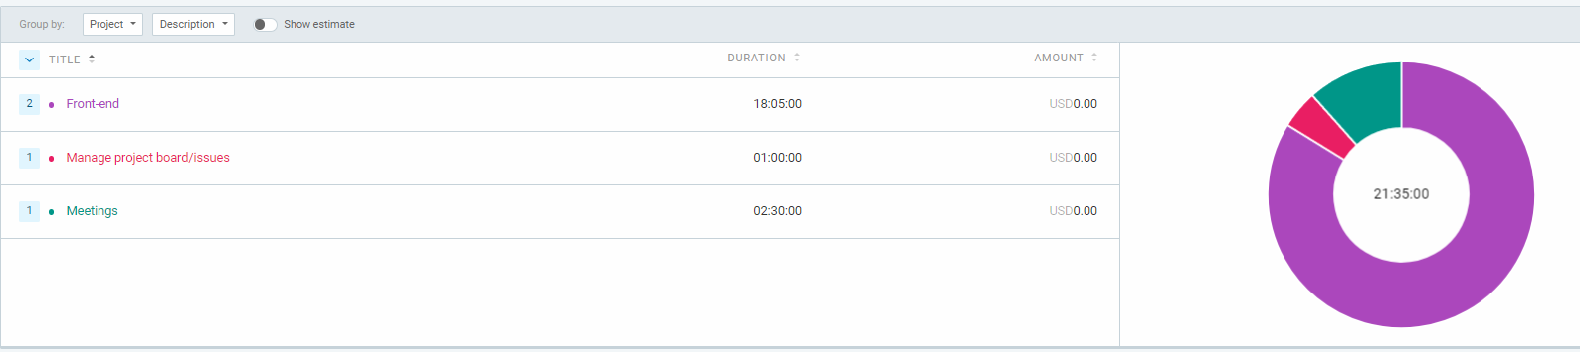 Group by: Project Description Show estimate
TITLE DURATION AMOUNT
2 Front-end 18:05:00 USD0.00
1 Manage project board/issues 01:00:00 USD0.00
1 Meetings 02:30:00 USD0.00
21:35:00